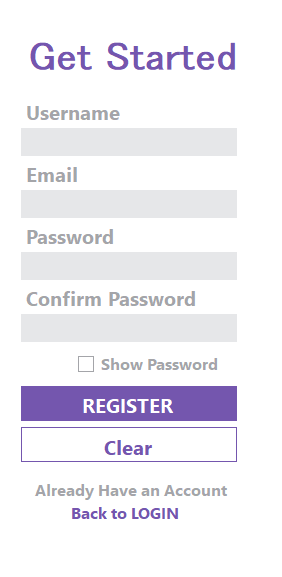 Get Started
Username
Email
Password
Confirm Password
Show Password
REGISTER
Clear
Already Have an Account
Back to LOGIN